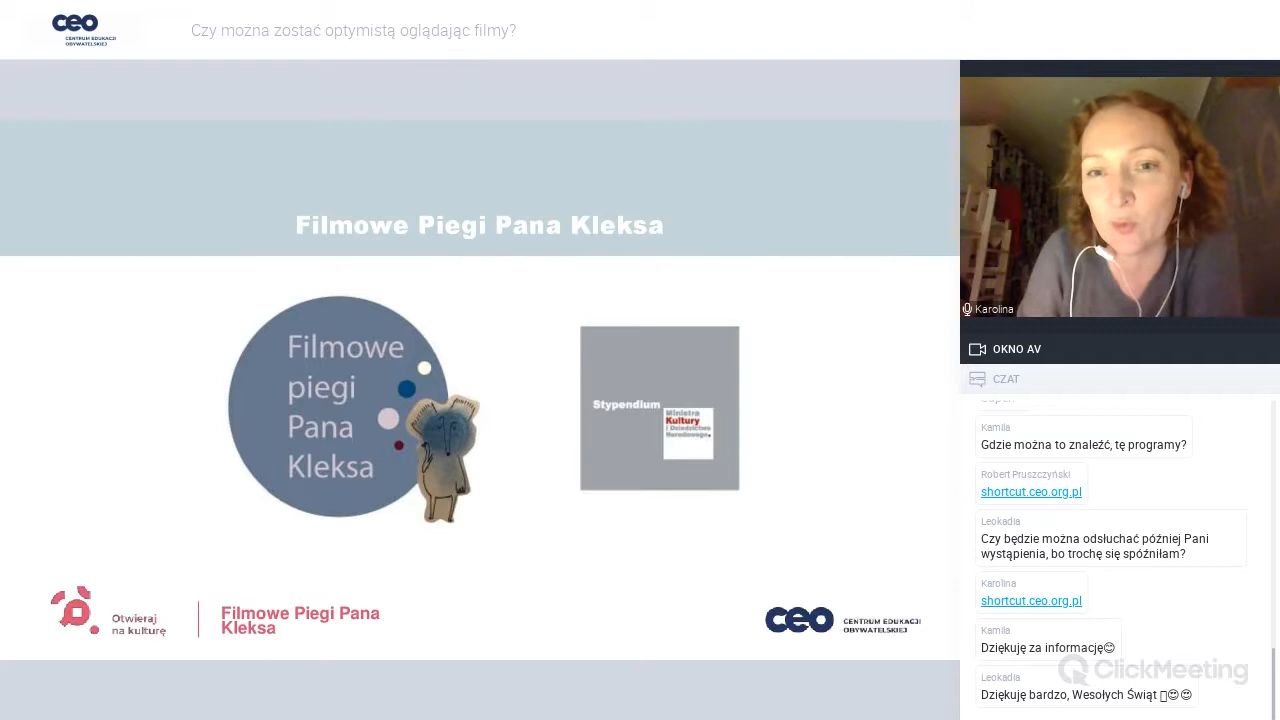 ceo
CENTRUM EDUKACJI
OBYWATELSKIEJ
Czy można zostać optymistą oglądając filmy?
Filmowe Piegi Pana Kleksa
Filmowe
piegi
Pana
Kleksa
Stypendium
Ministra
Kultury
i Dziedzictwa
Narodowego.
Otwieraj
na kulturę
Filmowe Piegi Pana
Kleksa
ceo
CENTRUM EDUKACJI
OBYWATELSKIEJ
Karolina
OKNO AV
CZAT
Kamila
Gdzie można to znaleźć, tę programy?
Robert Pruszczyński
shortcut.ceo.org.pl
Leokadia
Czy będzie można odsłuchać później Pani
wystąpienia, bo trochę się spóźniłam?
Karolina
shortcut.ceo.org.pl
Kamila
Dziękuję za informację😊
Leokadia
Dziękuję bardzo, Wesołych Świąt 😍😍
ClickMeeting